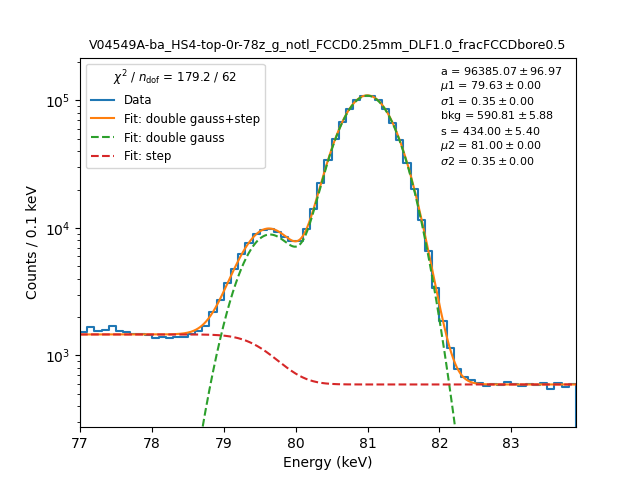 V04549A-ba_HS4-top-0r-78z_g_notl_FCCD0.25mm_DLF1.0_fracFCCDbore0.5
χ² / n_dof = 179.2 / 62
Data
Fit: double gauss+step
Fit: double gauss
Fit: step
a = 96385.07 ± 96.97
μ1 = 79.63 ± 0.00
σ1 = 0.35 ± 0.00
bkg = 590.81 ± 5.88
s = 434.00 ± 5.40
μ2 = 81.00 ± 0.00
σ2 = 0.35 ± 0.00
Counts / 0.1 keV
10⁵
10⁴
10³
77 78 79 80 81 82 83
Energy (keV)